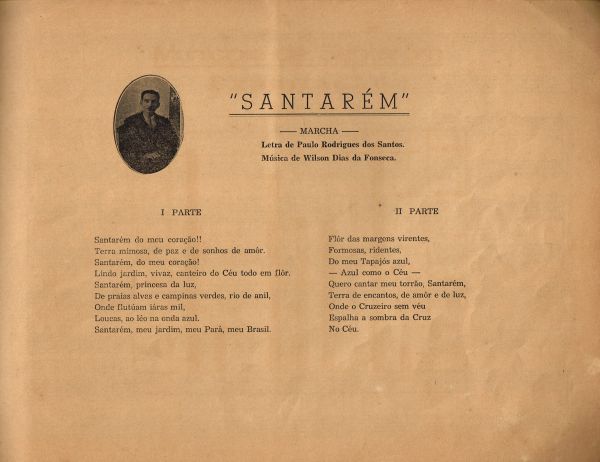 "SANTARÉM"
— MARCHA —
Letra de Paulo Rodrigues dos Santos.
Música de Wilson Dias da Fonseca.
I PARTE
Santarém do meu coração!!
Terra mimosa, de paz e de sonhos de amôr.
Santarém, do meu coração!
Lindo jardim, vivaz, canteiro do Céu todo em flôr.
Santarém, princesa da luz,
De praias alves e campinas verdes, rio de anil,
Onde flutúam iáras mil,
Loucas, ao léo na onda azul.
Santarém, meu jardim, meu Pará, meu Brasil.
II PARTE
Flôr das margens virentes,
Formosas, ridentes,
Do meu Tapajós azul,
— Azul como o Céu —
Quero cantar meu torrão, Santarém,
Terra de encantos, de amôr e de luz,
Onde o Cruzeiro sem véu
Espalha a sombra da Cruz
No Céu.